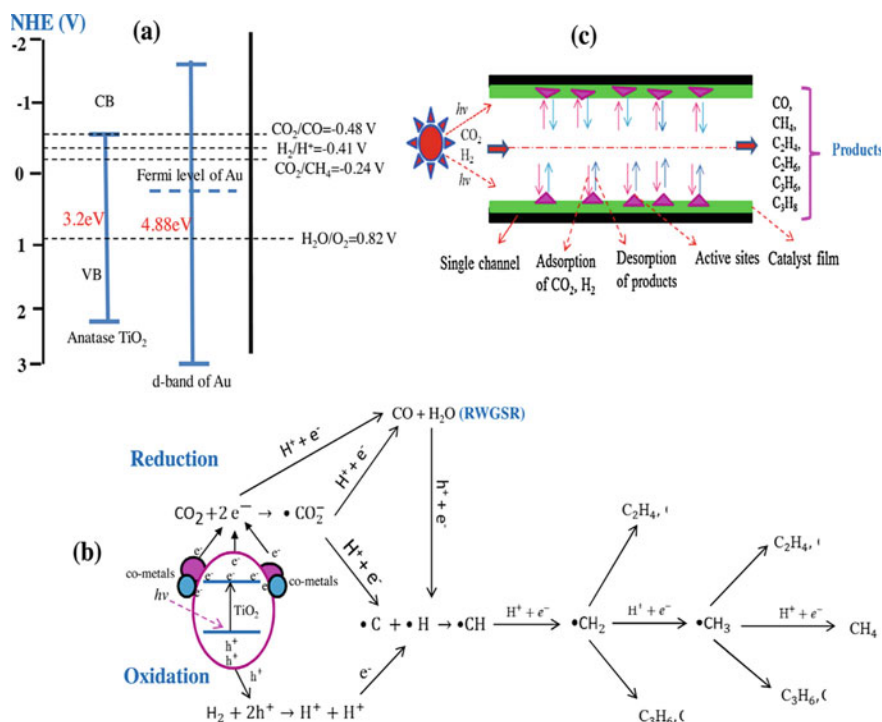 NHE (V)
(a)
-2
-1
0
1
2
3
CB
VB
3.2eV
4.88eV
Fermi level of Au
CO₂/CO=-0.48 V
H₂/H⁺=-0.41 V
CO₂/CH₄=-0.24 V
H₂O/O₂=0.82 V
Anatase TiO₂
d-band of Au
(c)
hν
CO₂
H₂
hν
CO,
CH₄,
C₂H₄,
C₂H₆,
C₃H₆,
C₃H₈
Products
Single channel
Adsorption
of CO₂, H₂
Desorption
of products
Active sites
Catalyst film
(b)
Reduction
CO + H₂O (RWGSR)
H⁺ + e⁻
H⁺ + e⁻
h⁺ + e⁻
CO₂ + 2 e⁻ → •CO₂⁻
H⁺ + e⁻
e⁻ e⁻ e⁻
co-metals
e⁻ e⁻ e⁻
co-metals
e⁻ e⁻
hν
TiO₂
h⁺
h⁺
h⁺
h⁺
Oxidation
H₂ + 2h⁺ → H⁺ + H⁺
e⁻
•C + •H → •CH
H⁺ + e⁻
•CH₂
H⁺ + e⁻
•CH₃
H⁺ + e⁻
CH₄
C₂H₄, (
C₂H₄, (
C₃H₆, (
C₃H₆, (